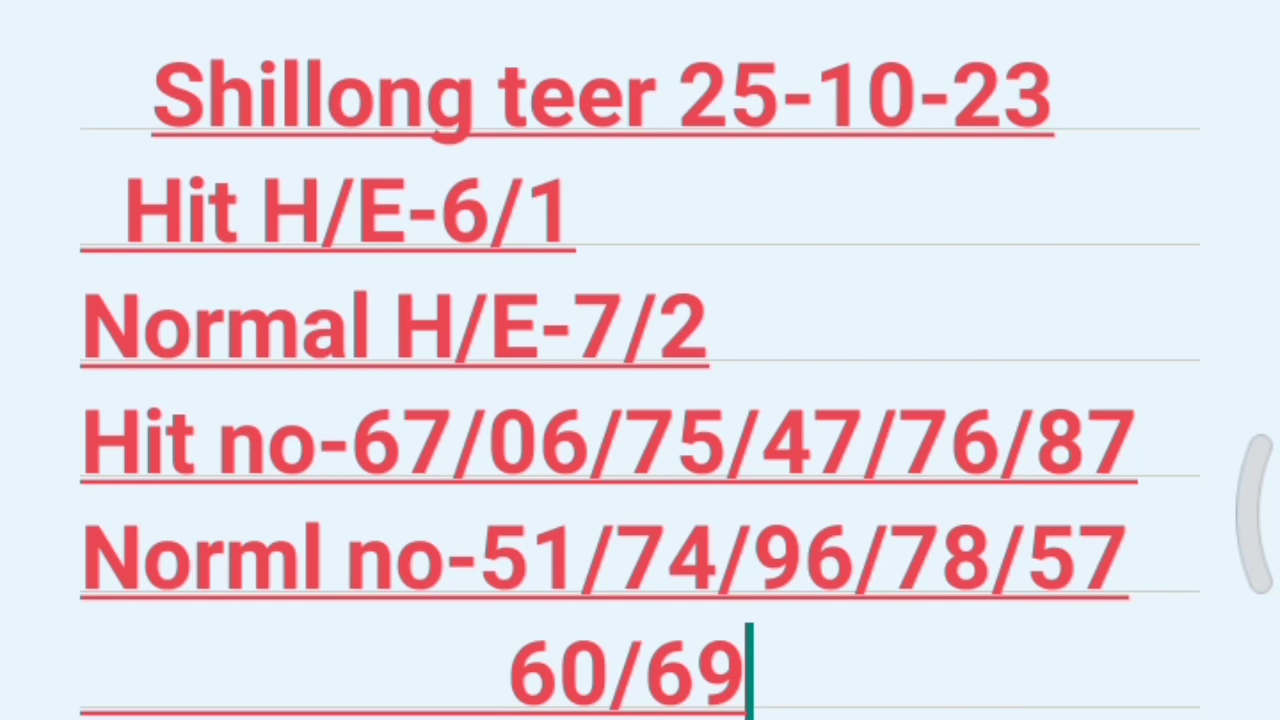 Shillong teer 25-10-23
Hit H/E-6/1
Normal H/E-7/2
Hit no-67/06/75/47/76/87
Norml no-51/74/96/78/57
60/69